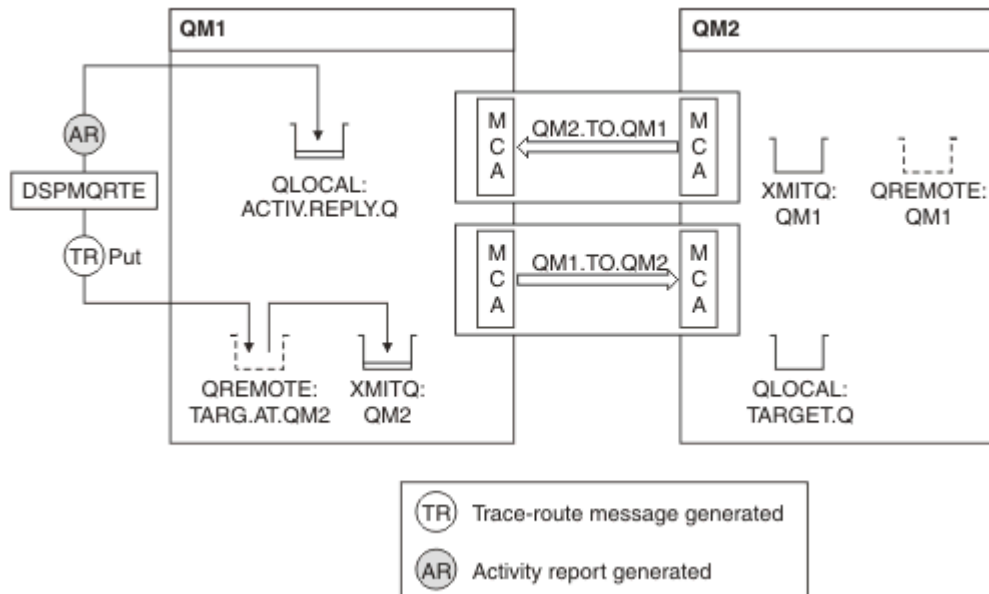 QM1
QM2
AR
DSPMQRTE
TR Put
QLOCAL:
ACTIV.REPLY.Q
M
C
A
QM2.TO.QM1
M
C
A
XMITQ:
QM1
QREMOTE:
QM1
M
C
A
QM1.TO.QM2
M
C
A
QREMOTE:
TARG.AT.QM2
XMITQ:
QM2
QLOCAL:
TARGET.Q
TR Trace-route message generated
AR Activity report generated